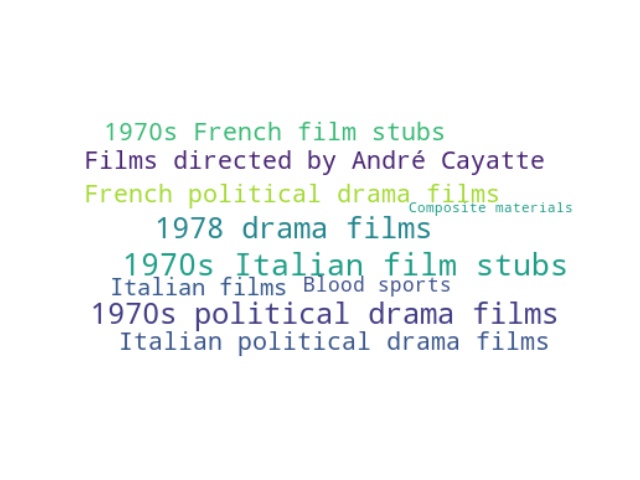 1970s French film stubs
Films directed by André Cayatte
French political drama films
Composite materials
1978 drama films
1970s Italian film stubs
Italian films
Blood sports
1970s political drama films
Italian political drama films